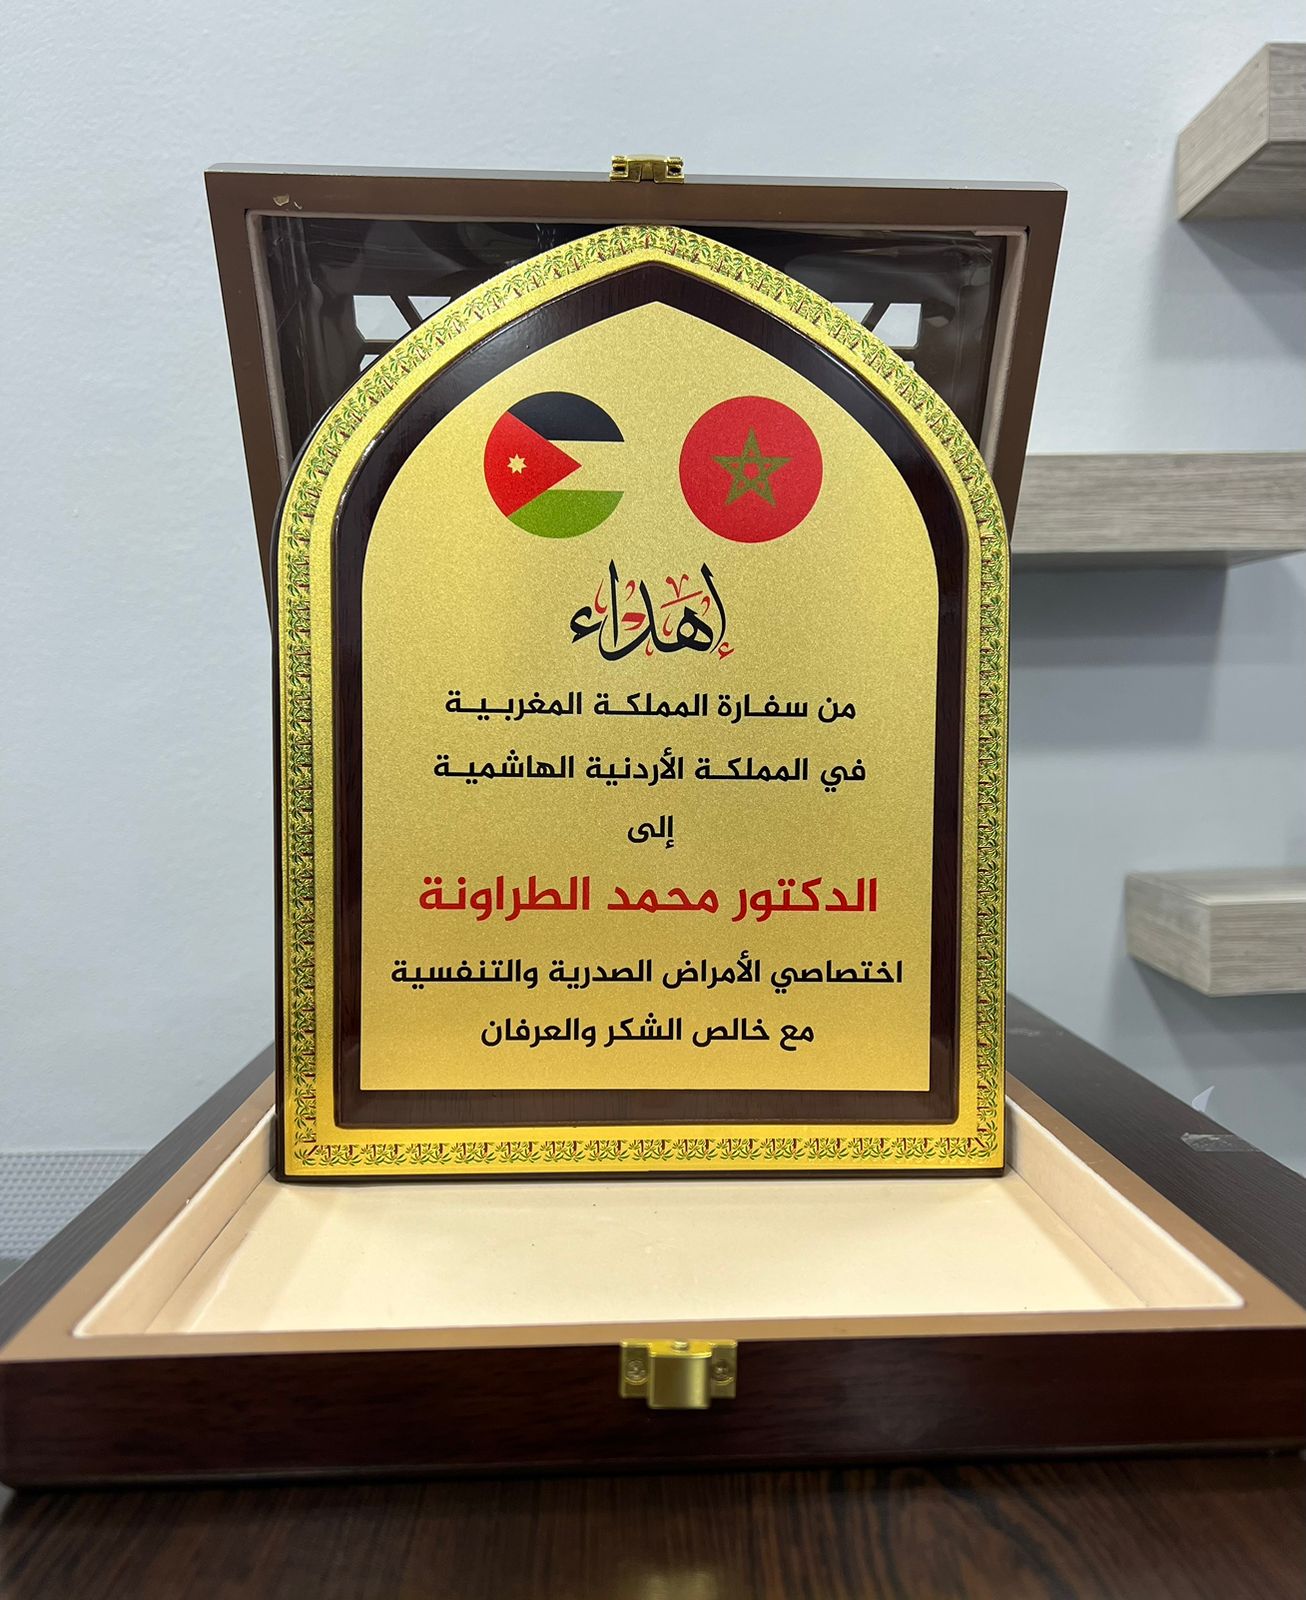 إهداء
من سفارة المملكة المغربية
في المملكة الأردنية الهاشمية
إلى
الدكتور محمد الطراونة
اختصاصي الأمراض الصدرية والتنفسية
مع خالص الشكر والعرفان